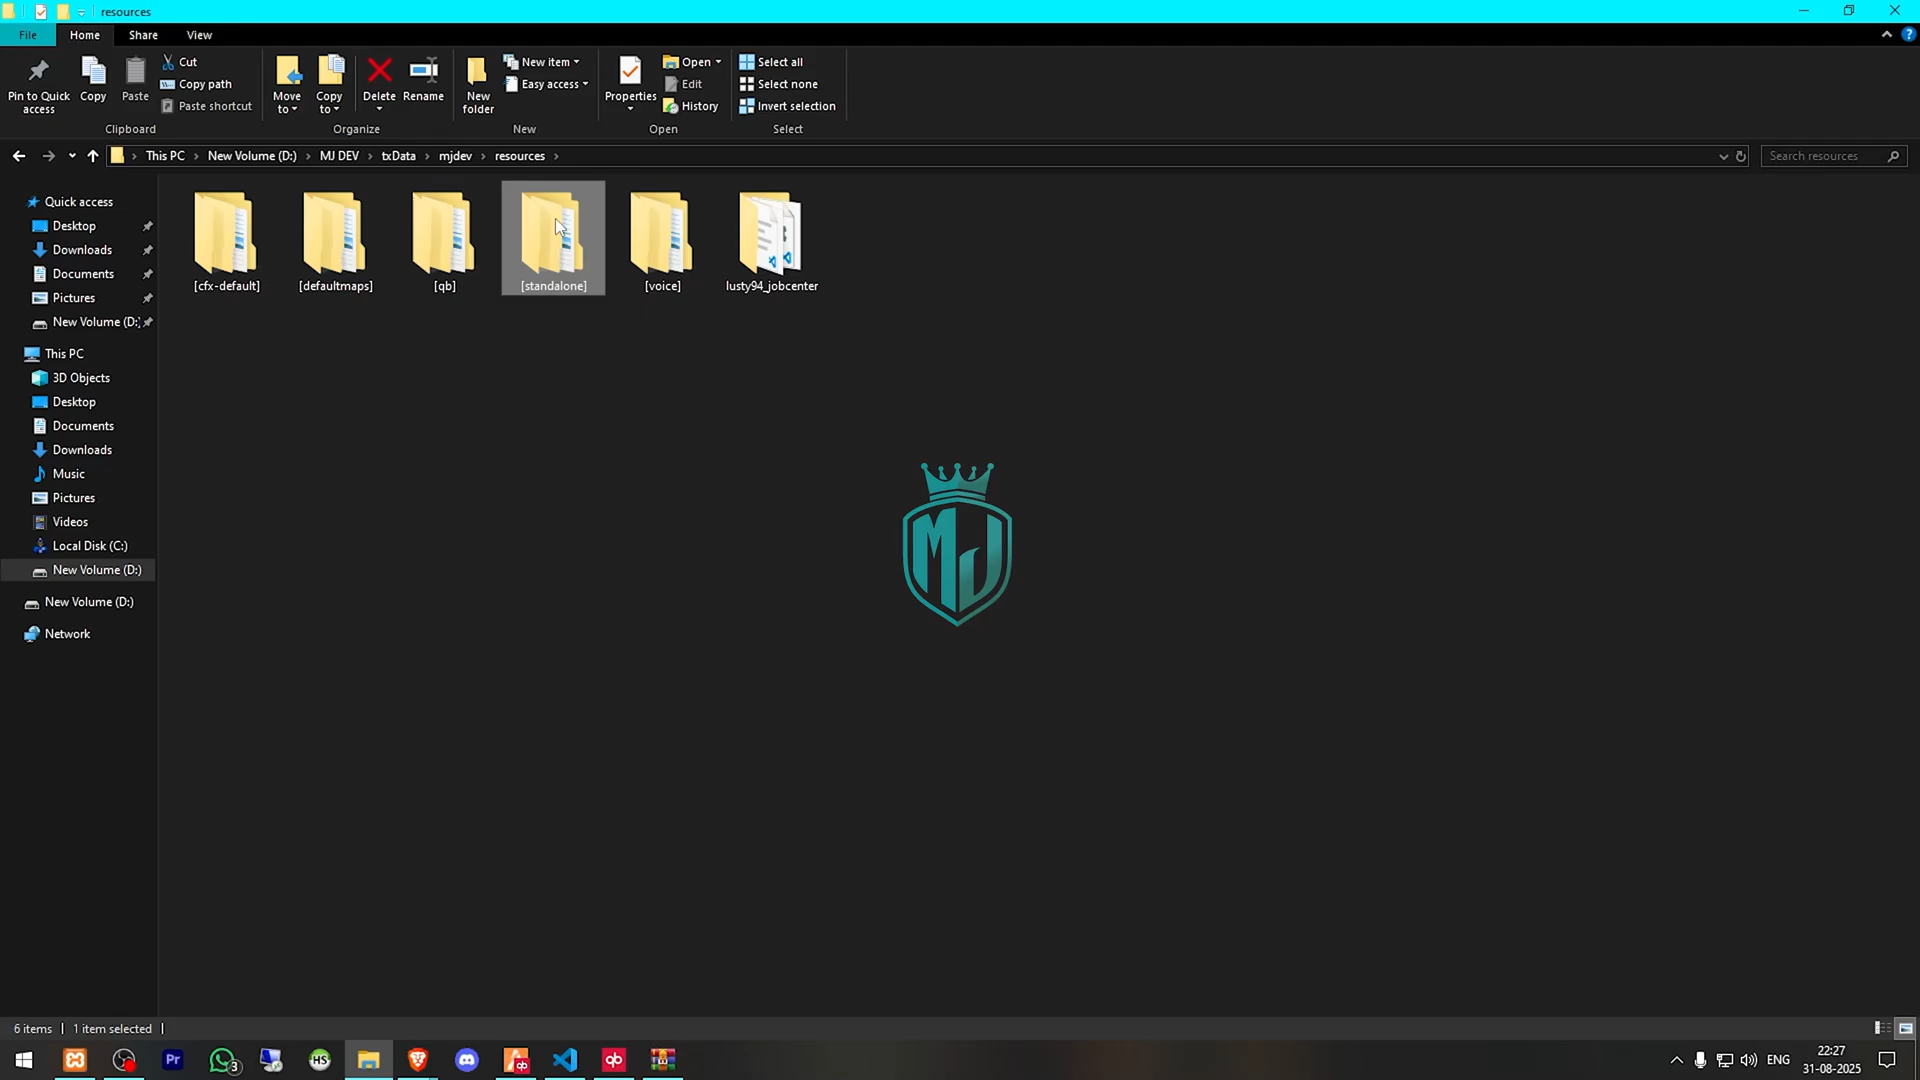 resources
File
Home
Share
View
Pin to Quick
access
Copy
Paste
Cut
Copy path
Paste shortcut
Move
to
Copy
to
Delete
Rename
New
folder
New item
Easy access
Properties
Open
Edit
History
Select all
Select none
Invert selection
Clipboard
Organize
New
Open
Select
This PC
New Volume (D:)
MJ DEV
txData
mjdev
resources
Search resources
Quick access
Desktop
Downloads
Documents
Pictures
New Volume (D:)
This PC
3D Objects
Desktop
Documents
Downloads
Music
Pictures
Videos
Local Disk (C:)
New Volume (D:)
New Volume (D:)
Network
[cfx-default]
[defaultmaps]
[qb]
[standalone]
[voice]
lusty94_jobcenter
MJ
6 items
1 item selected
Pr
3
HS
qb
qb
ENG
22:27
31-08-2025